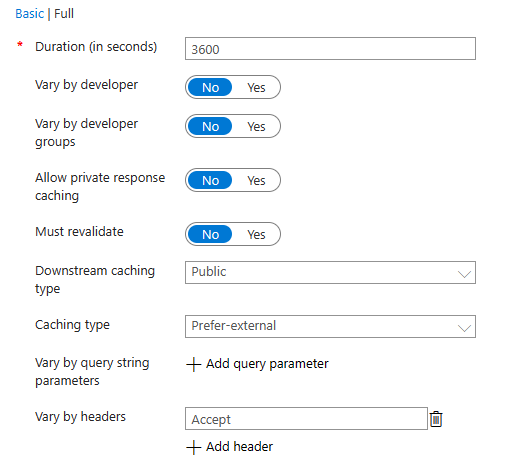 Basic | Full
* Duration (in seconds) 3600
Vary by developer No Yes
Vary by developer
groups No Yes
Allow private response
caching No Yes
Must revalidate No Yes
Downstream caching
type Public
Caching type Prefer-external
Vary by query string
parameters + Add query parameter
Vary by headers Accept
+ Add header